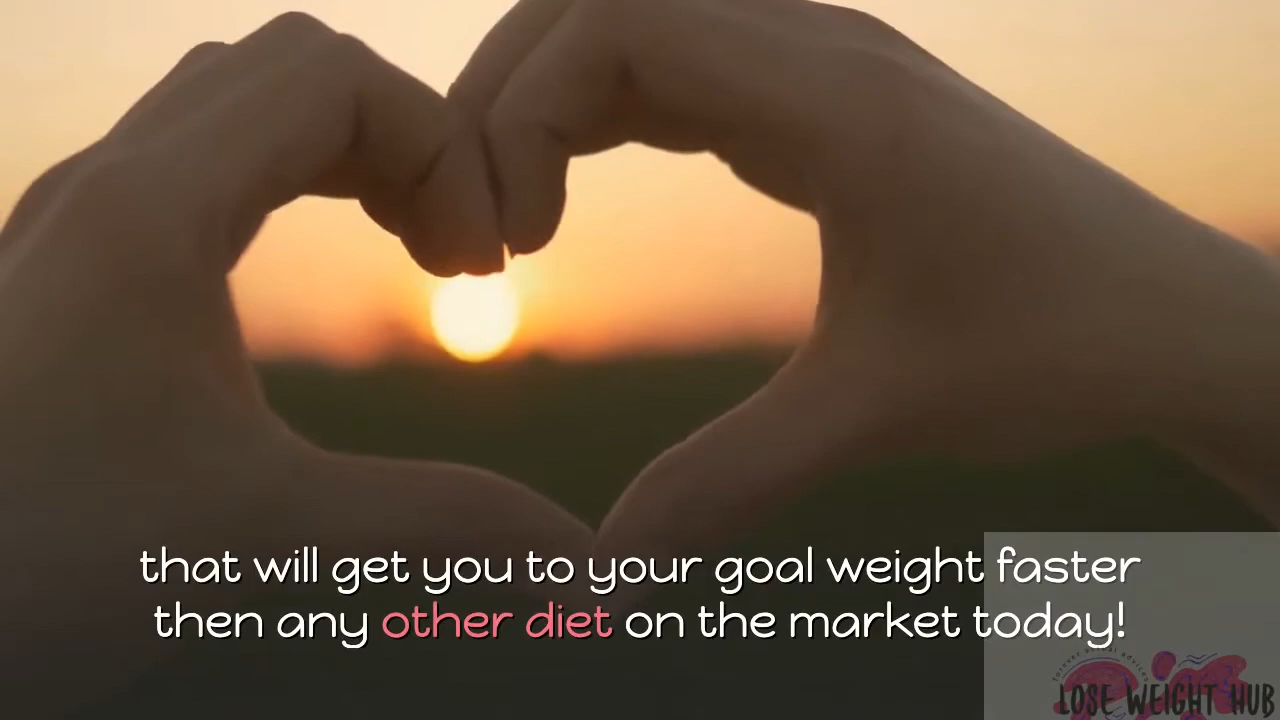 that will get you to your goal weight faster
then any other diet on the market today!
LOSE WEIGHT HUB